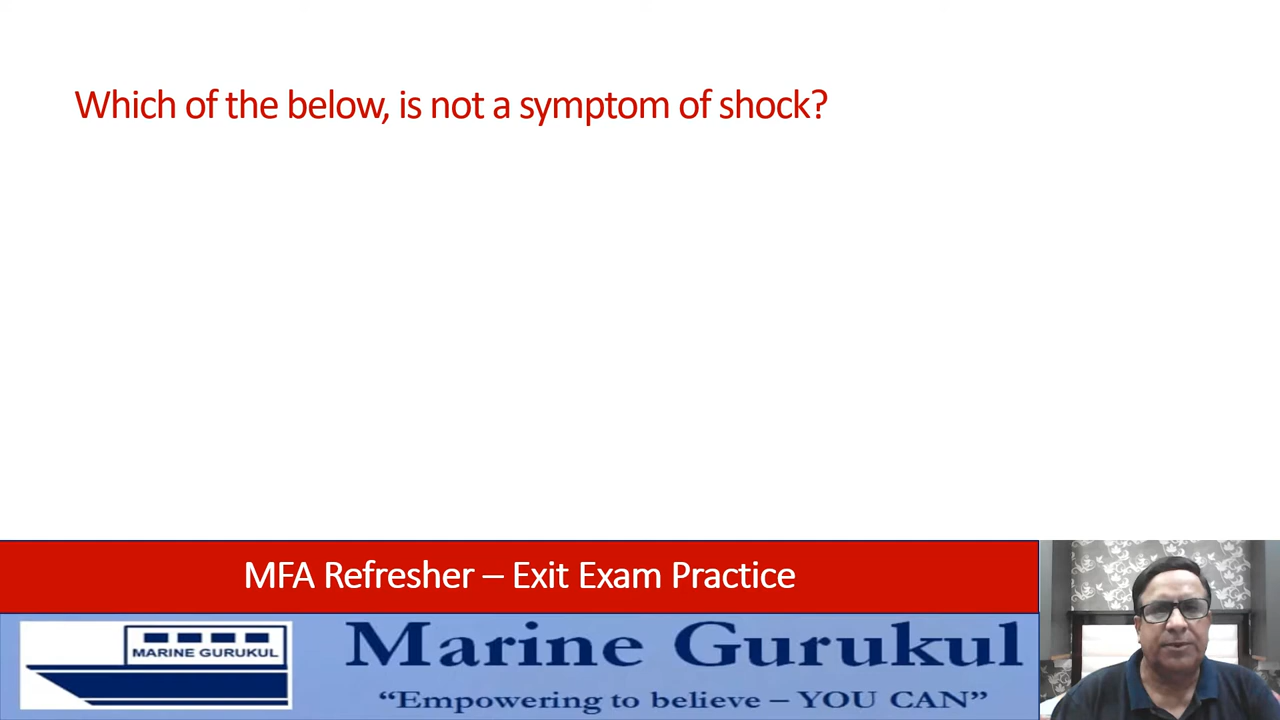 Which of the below, is not a symptom of shock?
MFA Refresher – Exit Exam Practice
MARINE GURUKUL
Marine Gurukul
“Empowering to believe – YOU CAN”